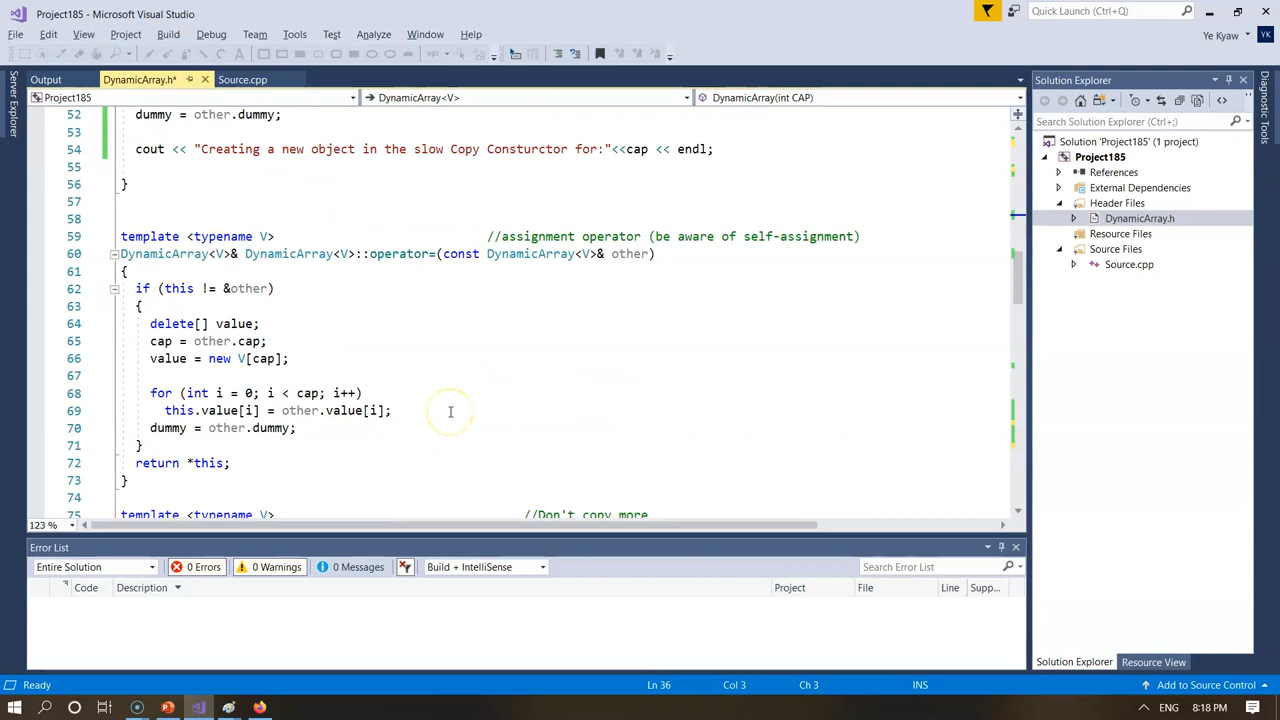 Project185 - Microsoft Visual Studio
Quick Launch (Ctrl+Q)
File Edit View Project Build Debug Team Tools Test Analyze Window Help
Ye Kyaw YK
Server Explorer
Output DynamicArray.h* Source.cpp
Project185 DynamicArray<V> DynamicArray(int CAP)
52 dummy = other.dummy;
53
54 cout << "Creating a new object in the slow Copy Consturctor for:"<<cap << endl;
55
56 }
57
58
59 template <typename V> //assignment operator (be aware of self-assignment)
60 DynamicArray<V>& DynamicArray<V>::operator=(const DynamicArray<V>& other)
61 {
62 if (this != &other)
63 {
64 delete[] value;
65 cap = other.cap;
66 value = new V[cap];
67
68 for (int i = 0; i < cap; i++)
69 this.value[i] = other.value[i];
70 dummy = other.dummy;
71 }
72 return *this;
73 }
74
75 template <typename V> //Don't copy more
123 %
Solution Explorer
Search Solution Explorer (Ctrl+;)
Solution 'Project185' (1 project)
Project185
References
External Dependencies
Header Files
DynamicArray.h
Resource Files
Source Files
Source.cpp
Solution Explorer Resource View
Diagnostic Tools
Error List
Entire Solution 0 Errors 0 Warnings 0 Messages Build + IntelliSense Search Error List
Code Description Project File Line Supp...
Ready Ln 36 Col 3 Ch 3 INS Add to Source Control
ENG 8:18 PM